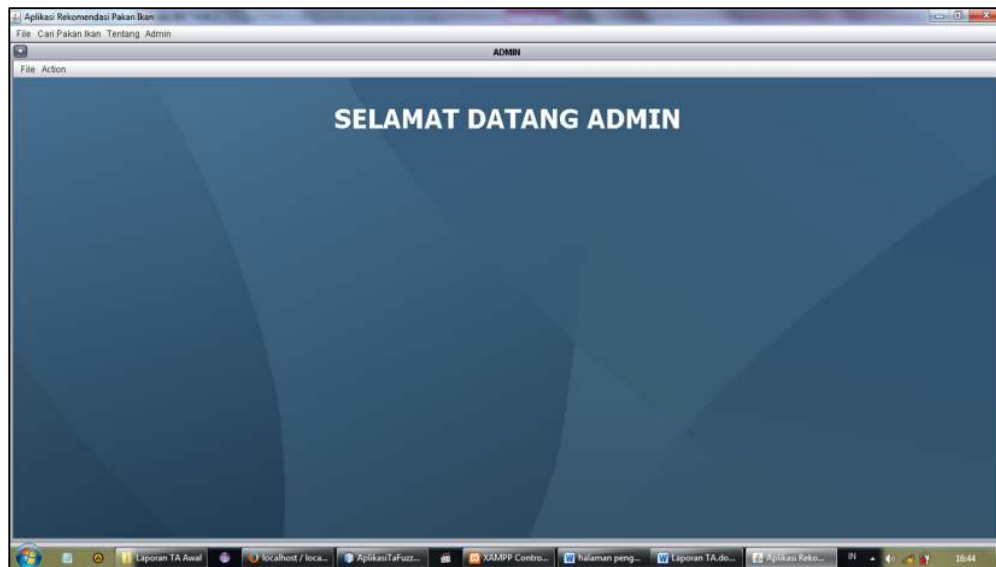 Aplikasi Rekomendasi Pakan Ikan
File Cari Pakan Ikan Tentang Admin
ADMIN
File Action
SELAMAT DATANG ADMIN
Laporan TA Awal localhost / loca... AplikasiTaFuzz... XAMPP Contro... halaman peng... Laporan TA.do... Aplikasi Reko... IN 16:44